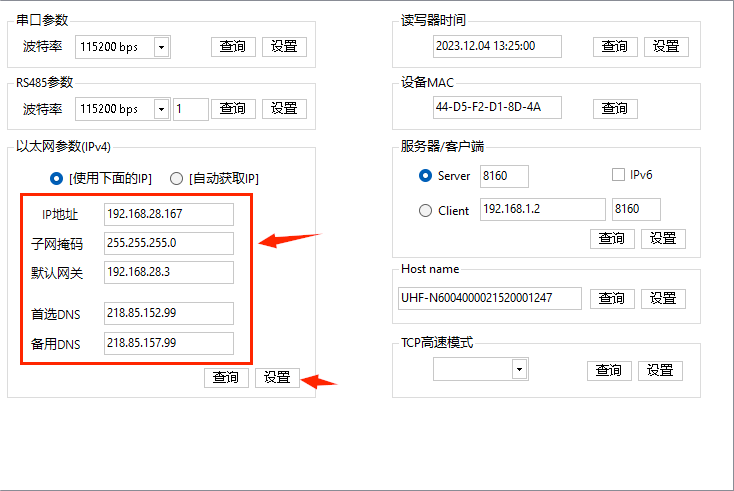 串口参数
波特率 115200 bps 查询 设置
RS485参数
波特率 115200 bps 1 查询 设置
以太网参数(IPv4)
[使用下面的IP] [自动获取IP]
IP地址 192.168.28.167
子网掩码 255.255.255.0
默认网关 192.168.28.3
首选DNS 218.85.152.99
备用DNS 218.85.157.99
查询 设置
读写器时间
2023.12.04 13:25:00 查询 设置
设备MAC
44-D5-F2-D1-8D-4A 查询
服务器/客户端
Server 8160 IPv6
Client 192.168.1.2 8160
查询 设置
Host name
UHF-N6004000021520001247 查询 设置
TCP高速模式
查询 设置